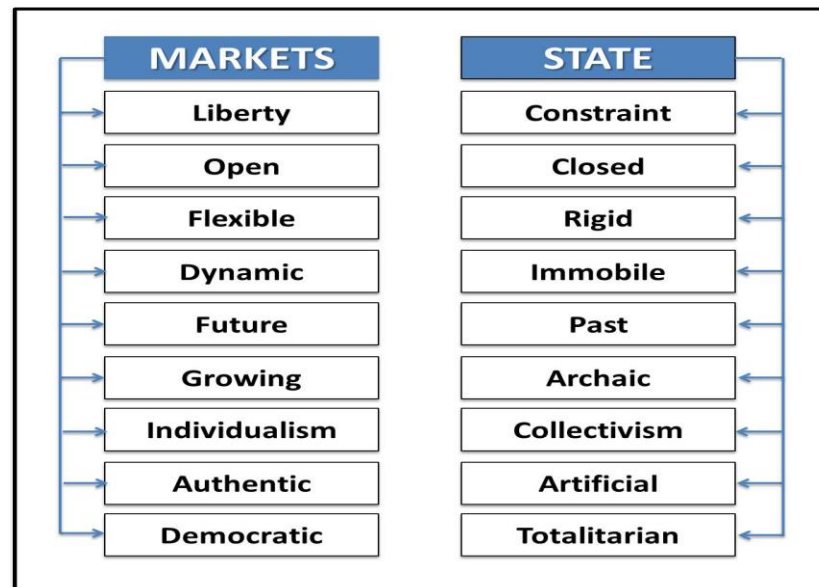 MARKETS
Liberty
Open
Flexible
Dynamic
Future
Growing
Individualism
Authentic
Democratic
STATE
Constraint
Closed
Rigid
Immobile
Past
Archaic
Collectivism
Artificial
Totalitarian